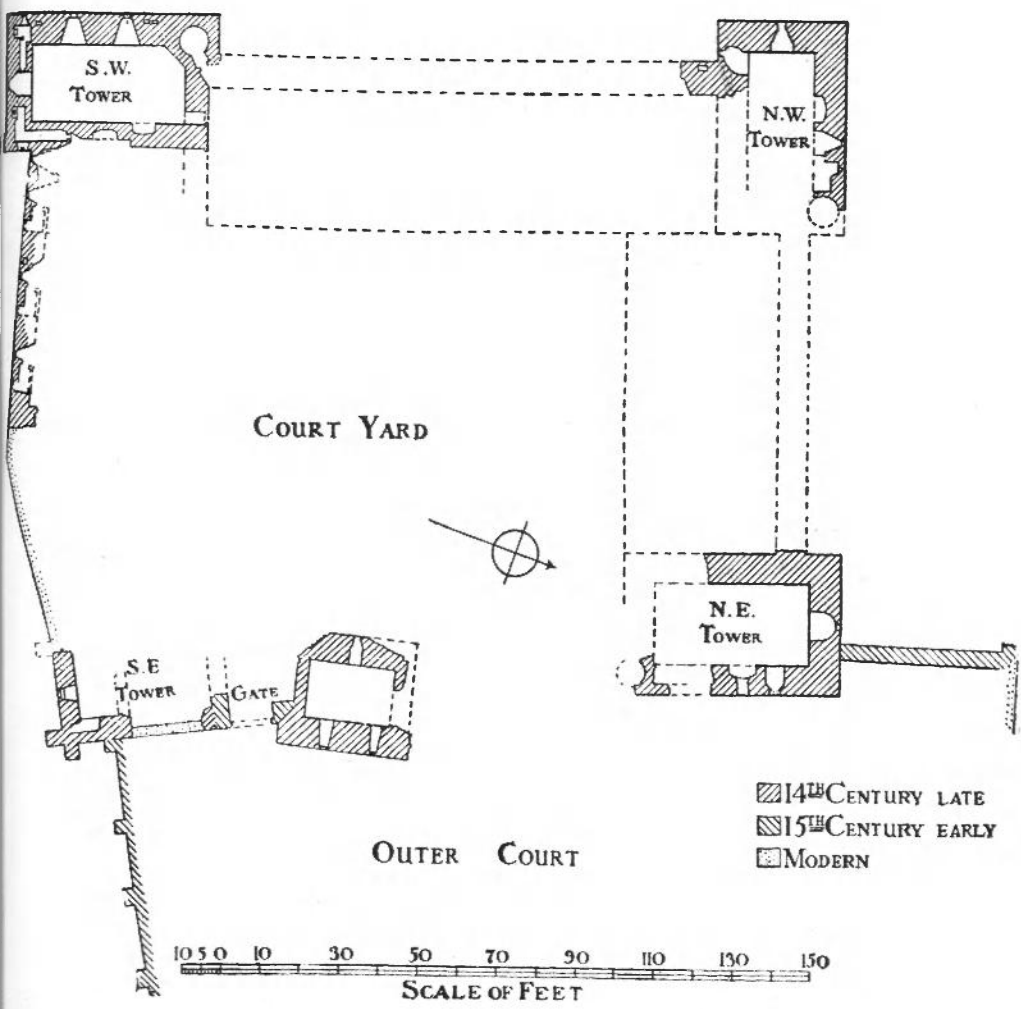 S.W.
TOWER
N.W.
TOWER
COURT YARD
N.E.
TOWER
S.E
TOWER
GATE
14TH CENTURY LATE
15TH CENTURY EARLY
MODERN
OUTER COURT
10 5 0 10 30 50 70 90 110 130 150
SCALE OF FEET